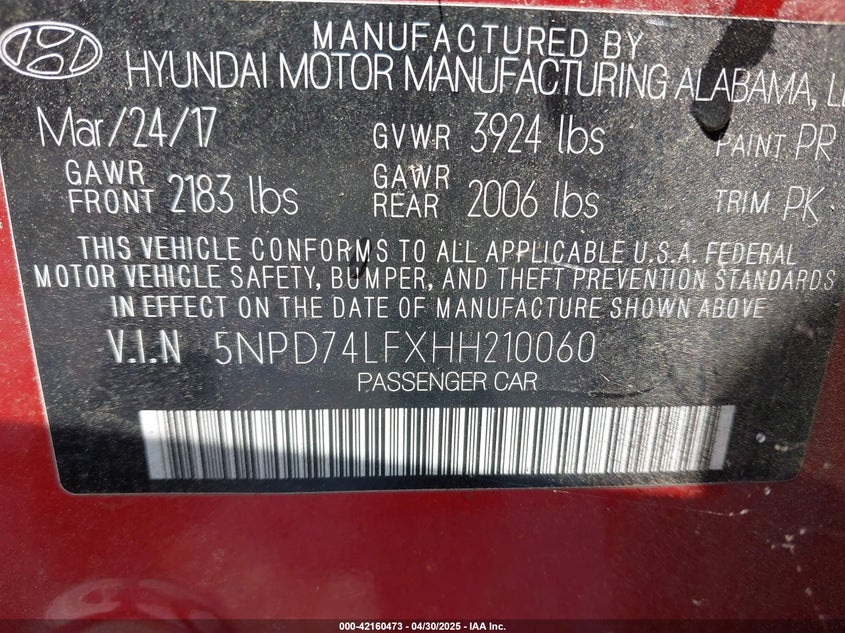 MANUFACTURED BY
HYUNDAI MOTOR MANUFACTURING ALABAMA,
Mar/24/17 GVWR 3924 lbs PAINT PR
GAWR FRONT 2183 lbs GAWR REAR 2006 lbs TRIM PK
THIS VEHICLE CONFORMS TO ALL APPLICABLE U.S.A. FEDERAL
MOTOR VEHICLE SAFETY, BUMPER, AND THEFT PREVENTION STANDARDS
IN EFFECT ON THE DATE OF MANUFACTURE SHOWN ABOVE
V.I.N 5NPD74LFXHH210060
PASSENGER CAR
000-42160473 - 04/30/2025 - IAA Inc.